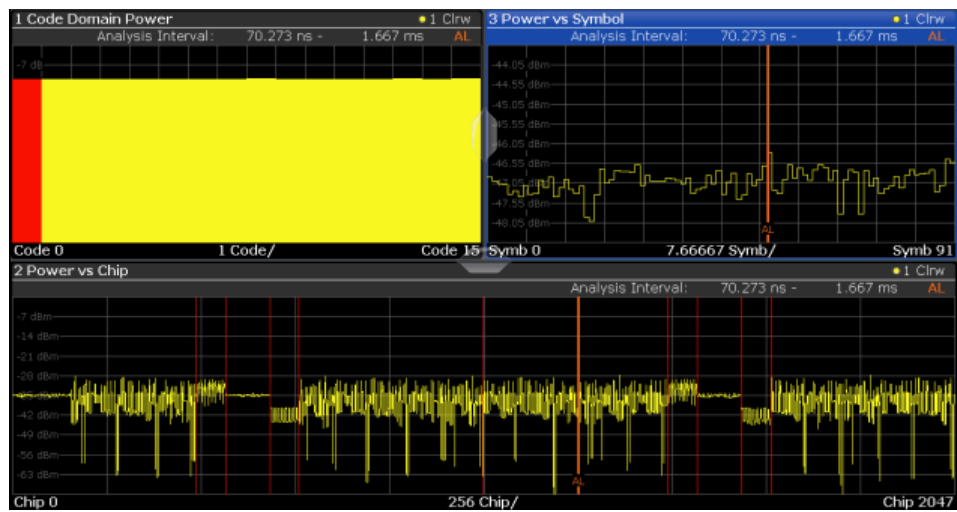 1 Code Domain Power
1 Clrw
Analysis Interval: 70.273 ns - 1.667 ms AL
-7 dB
Code 0 1 Code/ Code 15
3 Power vs Symbol
1 Clrw
Analysis Interval: 70.273 ns - 1.667 ms AL
-44.05 dBm
-44.55 dBm
-45.05 dBm
-45.55 dBm
-46.05 dBm
-46.55 dBm
-47.55 dBm
-48.05 dBm
AL
Symb 0 7.66667 Symb/ Symb 91
2 Power vs Chip
1 Clrw
Analysis Interval: 70.273 ns - 1.667 ms AL
-7 dBm
-14 dBm
-21 dBm
-28 dBm
-42 dBm
-49 dBm
-56 dBm
-63 dBm
AL
Chip 0 256 Chip/ Chip 2047